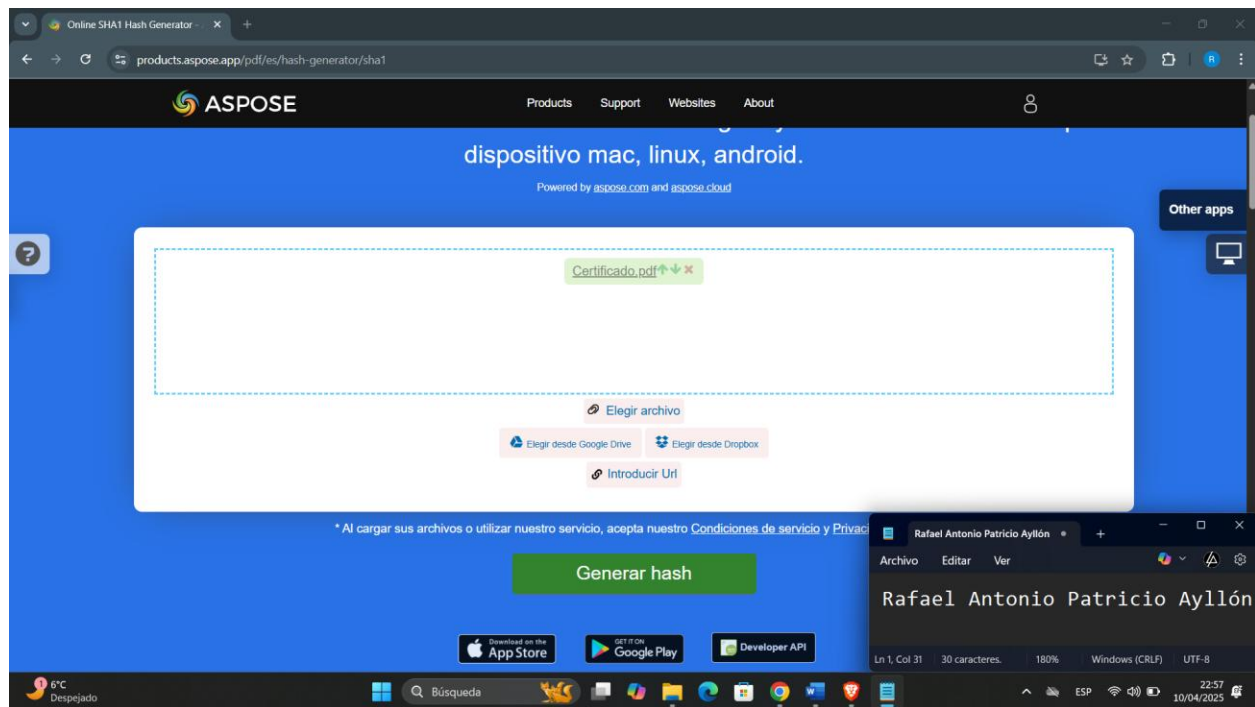 Online SHA1 Hash Generator -
products.aspose.app/pdf/es/hash-generator/sha1
R
ASPOSE
Products Support Websites About
dispositivo mac, linux, android.
Powered by aspose.com and aspose.cloud
Other apps
?
Certificado.pdf
Elegir archivo
Elegir desde Google Drive Elegir desde Dropbox
Introducir Url
* Al cargar sus archivos o utilizar nuestro servicio, acepta nuestro Condiciones de servicio y Privac
Generar hash
Download on the
App Store
GET IT ON
Google Play
Developer API
Rafael Antonio Patricio Ayllón
Archivo Editar Ver
Rafael Antonio Patricio Ayllón
Ln 1, Col 31 30 caracteres. 180% Windows (CRLF) UTF-8
1
6°C
Despejado
Búsqueda
ESP
22:57
10/04/2025